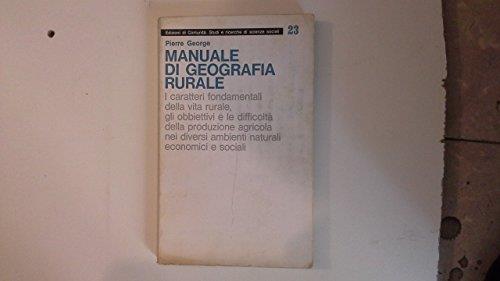 Edizioni di Comunità Studi e ricerche di scienze sociali 23
Pierre George
MANUALE
DI GEOGRAFIA
RURALE
I caratteri fondamentali
della vita rurale,
gli obbiettivi e le difficoltà
della produzione agricola
nei diversi ambienti naturali
economici e sociali